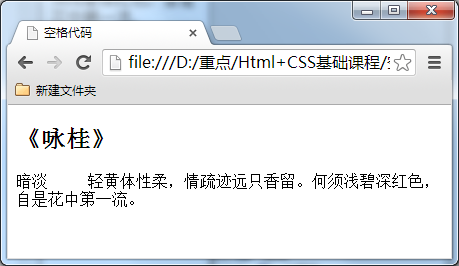 空格代码
file:///D:/重点/Html+CSS基础课程/
新建文件夹
《咏桂》
暗淡 轻黄体性柔，情疏迹远只香留。何须浅碧深红色，
自是花中第一流。